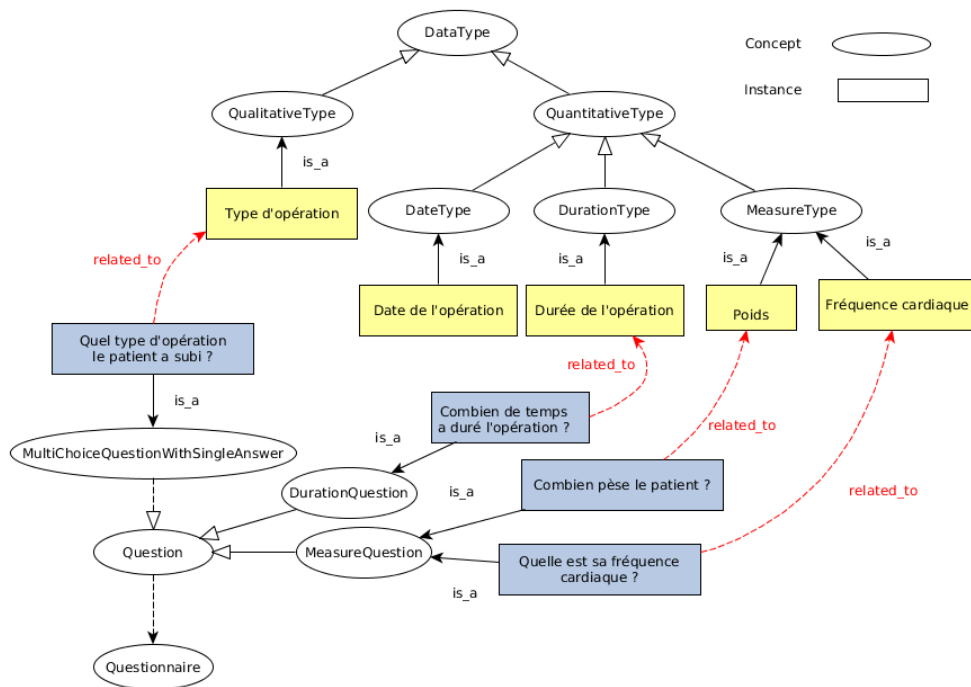 DataType
Concept
Instance
QualitativeType
QuantitativeType
is_a
Type d'opération
DateType
DurationType
MeasureType
is_a
is_a
is_a
is_a
related_to
Date de l'opération
Durée de l'opération
Poids
Fréquence cardiaque
Quel type d'opération
le patient a subi ?
related_to
is_a
Combien de temps
a duré l'opération ?
related_to
is_a
MultiChoiceQuestionWithSingleAnswer
Combien pèse le patient ?
is_a
DurationQuestion
related_to
Question
MeasureQuestion
Quelle est sa fréquence
cardiaque ?
is_a
Questionnaire